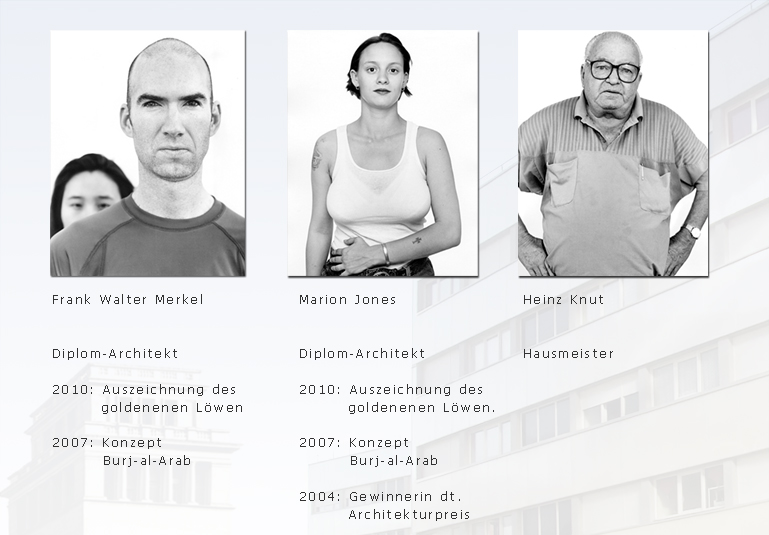 Frank Walter Merkel
Diplom-Architekt
2010: Auszeichnung des
goldenenen Löwen
2007: Konzept
Burj-al-Arab
Marion Jones
Diplom-Architekt
2010: Auszeichnung des
goldenenen Löwen.
2007: Konzept
Burj-al-Arab
2004: Gewinnerin dt.
Architekturpreis
Heinz Knut
Hausmeister